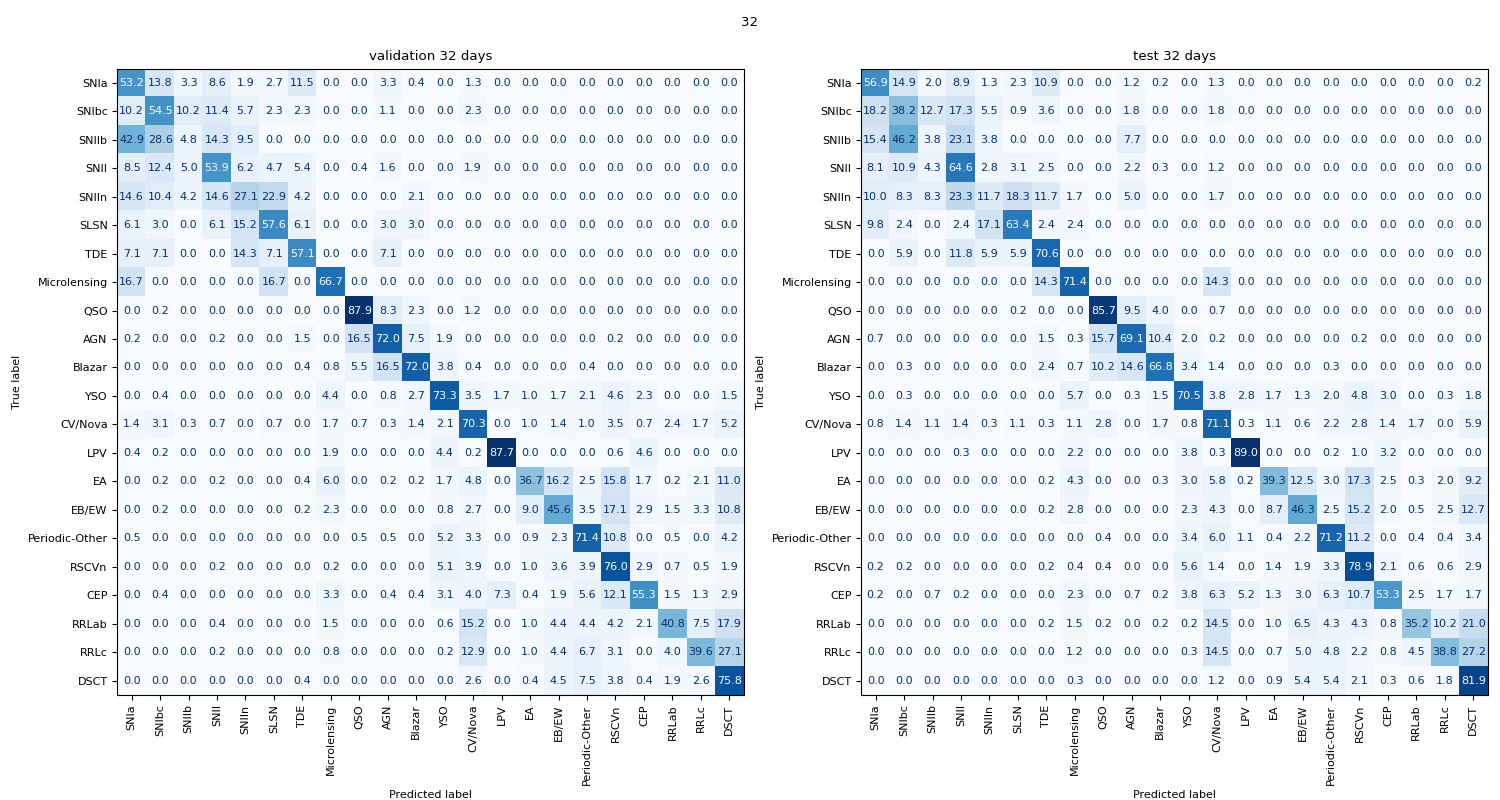 32
validation 32 days
SNIa 53.2 13.8 3.3 8.6 1.9 2.7 11.5 0.0 0.0 3.3 0.4 0.0 1.3 0.0 0.0 0.0 0.0 0.0 0.0 0.0 0.0 0.0
SNIbc 10.2 54.5 10.2 11.4 5.7 2.3 2.3 0.0 0.0 1.1 0.0 0.0 2.3 0.0 0.0 0.0 0.0 0.0 0.0 0.0 0.0 0.0
SNIIb 42.9 28.6 4.8 14.3 9.5 0.0 0.0 0.0 0.0 0.0 0.0 0.0 0.0 0.0 0.0 0.0 0.0 0.0 0.0 0.0 0.0 0.0
SNII 8.5 12.4 5.0 53.9 6.2 4.7 5.4 0.0 0.4 1.6 0.0 0.0 1.9 0.0 0.0 0.0 0.0 0.0 0.0 0.0 0.0 0.0
SNIIn 14.6 10.4 4.2 14.6 27.1 22.9 4.2 0.0 0.0 0.0 2.1 0.0 0.0 0.0 0.0 0.0 0.0 0.0 0.0 0.0 0.0 0.0
SLSN 6.1 3.0 0.0 6.1 15.2 57.6 6.1 0.0 0.0 3.0 3.0 0.0 0.0 0.0 0.0 0.0 0.0 0.0 0.0 0.0 0.0 0.0
TDE 7.1 7.1 0.0 0.0 14.3 7.1 57.1 0.0 0.0 7.1 0.0 0.0 0.0 0.0 0.0 0.0 0.0 0.0 0.0 0.0 0.0 0.0
Microlensing 16.7 0.0 0.0 0.0 0.0 16.7 0.0 66.7 0.0 0.0 0.0 0.0 0.0 0.0 0.0 0.0 0.0 0.0 0.0 0.0 0.0 0.0
QSO 0.0 0.2 0.0 0.0 0.0 0.0 0.0 0.0 87.9 8.3 2.3 0.0 1.2 0.0 0.0 0.0 0.0 0.0 0.0 0.0 0.0 0.0
AGN 0.2 0.0 0.0 0.2 0.0 0.0 1.5 0.0 16.5 72.0 7.5 1.9 0.0 0.0 0.0 0.0 0.0 0.2 0.0 0.0 0.0 0.0
Blazar 0.0 0.0 0.0 0.0 0.0 0.0 0.4 0.8 5.5 16.5 72.0 3.8 0.4 0.0 0.0 0.0 0.4 0.0 0.0 0.0 0.0 0.0
YSO 0.0 0.4 0.0 0.0 0.0 0.0 0.0 4.4 0.0 0.8 2.7 73.3 3.5 1.7 1.0 1.7 2.1 4.6 2.3 0.0 0.0 1.5
CV/Nova 1.4 3.1 0.3 0.7 0.0 0.7 0.0 1.7 0.7 0.3 1.4 2.1 70.3 0.0 1.0 1.4 1.0 3.5 0.7 2.4 1.7 5.2
LPV 0.4 0.2 0.0 0.0 0.0 0.0 0.0 1.9 0.0 0.0 0.0 4.4 0.2 87.7 0.0 0.0 0.0 0.6 4.6 0.0 0.0 0.0
EA 0.0 0.2 0.0 0.2 0.0 0.0 0.4 6.0 0.0 0.2 0.2 1.7 4.8 0.0 36.7 16.2 2.5 15.8 1.7 0.2 2.1 11.0
EB/EW 0.0 0.2 0.0 0.0 0.0 0.0 0.2 2.3 0.0 0.0 0.0 0.8 2.7 0.0 9.0 45.6 3.5 17.1 2.9 1.5 3.3 10.8
Periodic-Other 0.5 0.0 0.0 0.0 0.0 0.0 0.0 0.0 0.5 0.5 0.0 5.2 3.3 0.0 0.9 2.3 71.4 10.8 0.0 0.5 0.0 4.2
RSCVn 0.0 0.0 0.0 0.2 0.0 0.0 0.0 0.2 0.0 0.0 0.0 5.1 3.9 0.0 1.0 3.6 3.9 76.0 2.9 0.7 0.5 1.9
CEP 0.0 0.4 0.0 0.0 0.0 0.0 0.0 3.3 0.0 0.4 0.4 3.1 4.0 7.3 0.4 1.9 5.6 12.1 55.3 1.5 1.3 2.9
RRLab 0.0 0.0 0.0 0.4 0.0 0.0 0.0 1.5 0.0 0.0 0.0 0.6 15.2 0.0 1.0 4.4 4.4 4.2 2.1 40.8 7.5 17.9
RRLc 0.0 0.0 0.0 0.2 0.0 0.0 0.0 0.8 0.0 0.0 0.0 0.2 12.9 0.0 1.0 4.4 6.7 3.1 0.0 4.0 39.6 27.1
DSCT 0.0 0.0 0.0 0.0 0.0 0.0 0.4 0.0 0.0 0.0 0.0 0.0 2.6 0.0 0.4 4.5 7.5 3.8 0.4 1.9 2.6 75.8
True label
SNIa SNIbc SNIIb SNII SNIIn SLSN TDE Microlensing QSO AGN Blazar YSO CV/Nova LPV EA EB/EW Periodic-Other RSCVn CEP RRLab RRLc DSCT
Predicted label
test 32 days
56.9 14.9 2.0 8.9 1.3 2.3 10.9 0.0 0.0 1.2 0.2 0.0 1.3 0.0 0.0 0.0 0.0 0.0 0.0 0.0 0.0 0.2
18.2 38.2 12.7 17.3 5.5 0.9 3.6 0.0 0.0 1.8 0.0 0.0 1.8 0.0 0.0 0.0 0.0 0.0 0.0 0.0 0.0 0.0
15.4 46.2 3.8 23.1 3.8 0.0 0.0 0.0 0.0 7.7 0.0 0.0 0.0 0.0 0.0 0.0 0.0 0.0 0.0 0.0 0.0 0.0
8.1 10.9 4.3 64.6 2.8 3.1 2.5 0.0 0.0 2.2 0.3 0.0 1.2 0.0 0.0 0.0 0.0 0.0 0.0 0.0 0.0 0.0
10.0 8.3 8.3 23.3 11.7 18.3 11.7 1.7 0.0 5.0 0.0 0.0 1.7 0.0 0.0 0.0 0.0 0.0 0.0 0.0 0.0 0.0
9.8 2.4 0.0 2.4 17.1 63.4 2.4 2.4 0.0 0.0 0.0 0.0 0.0 0.0 0.0 0.0 0.0 0.0 0.0 0.0 0.0 0.0
0.0 5.9 0.0 11.8 5.9 5.9 70.6 0.0 0.0 0.0 0.0 0.0 0.0 0.0 0.0 0.0 0.0 0.0 0.0 0.0 0.0 0.0
0.0 0.0 0.0 0.0 0.0 0.0 14.3 71.4 0.0 0.0 0.0 0.0 14.3 0.0 0.0 0.0 0.0 0.0 0.0 0.0 0.0 0.0
0.0 0.0 0.0 0.0 0.0 0.2 0.0 0.0 85.7 9.5 4.0 0.0 0.7 0.0 0.0 0.0 0.0 0.0 0.0 0.0 0.0 0.0
0.7 0.0 0.0 0.0 0.0 0.0 1.5 0.3 15.7 69.1 10.4 2.0 0.2 0.0 0.0 0.0 0.0 0.2 0.0 0.0 0.0 0.0
0.0 0.3 0.0 0.0 0.0 0.0 2.4 0.7 10.2 14.6 66.8 3.4 1.4 0.0 0.0 0.0 0.3 0.0 0.0 0.0 0.0 0.0
0.0 0.3 0.0 0.0 0.0 0.0 0.0 5.7 0.0 0.3 1.5 70.5 3.8 2.8 1.7 1.3 2.0 4.8 3.0 0.0 0.3 1.8
0.8 1.4 1.1 1.4 0.3 1.1 0.3 1.1 2.8 0.0 1.7 0.8 71.1 0.3 1.1 0.6 2.2 2.8 1.4 1.7 0.0 5.9
0.0 0.0 0.0 0.3 0.0 0.0 0.0 2.2 0.0 0.0 0.0 3.8 0.3 89.0 0.0 0.0 0.2 1.0 3.2 0.0 0.0 0.0
0.0 0.2 0.0 0.2 0.0 0.0 0.0 4.3 0.0 0.0 0.3 3.0 5.8 0.2 39.3 12.5 3.0 17.3 2.5 0.3 2.0 9.2
0.0 0.0 0.0 0.2 0.0 0.0 0.0 2.8 0.0 0.0 0.2 2.3 4.3 0.0 8.7 46.3 2.5 15.2 2.0 0.5 2.5 12.7
0.0 0.0 0.0 0.0 0.0 0.0 0.0 0.0 0.4 0.0 0.0 3.4 6.0 1.1 0.4 2.2 71.2 11.2 0.0 0.4 0.4 3.4
0.2 0.2 0.0 0.0 0.0 0.0 0.2 0.4 0.4 0.0 0.0 5.6 1.4 0.0 1.4 1.9 3.3 78.9 2.1 0.6 0.6 2.9
0.2 0.0 0.7 0.2 0.0 0.0 0.2 2.3 0.0 0.7 0.2 3.8 6.3 5.2 1.3 3.0 6.3 10.7 53.3 2.5 1.7 1.7
0.0 0.0 0.0 0.2 0.0 0.0 0.2 1.5 0.2 0.0 0.2 0.2 14.5 0.0 1.0 6.5 4.3 4.3 0.8 35.2 10.2 21.0
0.0 0.0 0.0 0.0 0.0 0.0 0.0 1.2 0.0 0.0 0.0 0.3 14.5 0.0 0.7 5.0 4.8 2.2 0.8 4.5 38.8 27.2
0.0 0.0 0.0 0.0 0.0 0.0 0.0 0.3 0.0 0.0 0.0 0.0 1.2 0.0 0.9 5.4 5.4 2.1 0.3 0.6 1.8 81.9
True label
SNIa SNIbc SNIIb SNII SNIIn SLSN TDE Microlensing QSO AGN Blazar YSO CV/Nova LPV EA EB/EW Periodic-Other RSCVn CEP RRLab RRLc DSCT
Predicted label